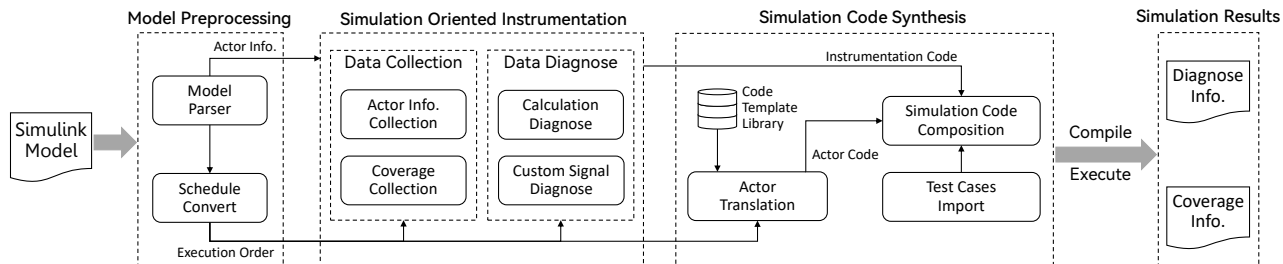 Model Preprocessing
Simulation Oriented Instrumentation
Simulation Code Synthesis
Simulation Results
Simulink
Model
Actor Info.
Model
Parser
Schedule
Convert
Execution Order
Data Collection
Actor Info.
Collection
Coverage
Collection
Data Diagnose
Calculation
Diagnose
Custom Signal
Diagnose
Instrumentation Code
Code
Template
Library
Actor Code
Actor
Translation
Simulation Code
Composition
Test Cases
Import
Compile
Execute
Diagnose
Info.
Coverage
Info.